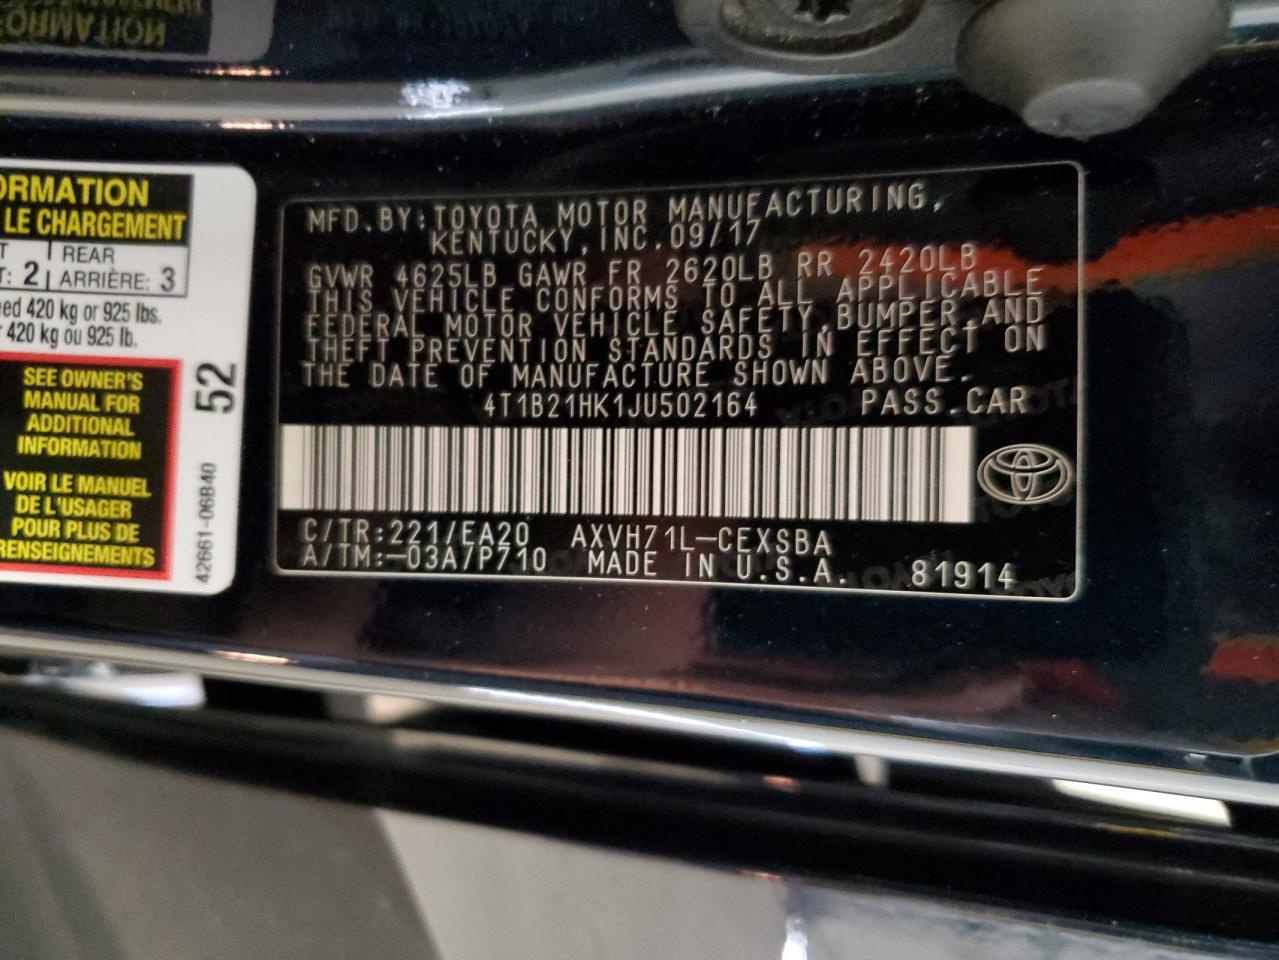 ORMATION
LE CHARGEMENT
REAR
2 ARRIÈRE: 3
420 kg or 925 lbs.
420 kg ou 925 lb.
SEE OWNER'S
MANUAL FOR
ADDITIONAL
INFORMATION
VOIR LE MANUEL
DE L'USAGER
POUR PLUS DE
RENSEIGNEMENTS
52
42661-06B40
MFD.BY:TOYOTA MOTOR MANUFACTURING,
KENTUCKY,INC.09/17
GVWR 4625LB GAWR FR 2620LB RR 2420LB
THIS VEHICLE CONFORMS TO ALL APPLICABLE
FEDERAL MOTOR VEHICLE SAFETY,BUMPER AND
THEFT PREVENTION STANDARDS IN EFFECT ON
THE DATE OF MANUFACTURE SHOWN ABOVE.
4T1B21HK1JU502164 PASS.CAR
C/TR:221/EA20 AXVH71L-CEXSBA
A/TM:-03A/P710 MADE IN U.S.A. 81914